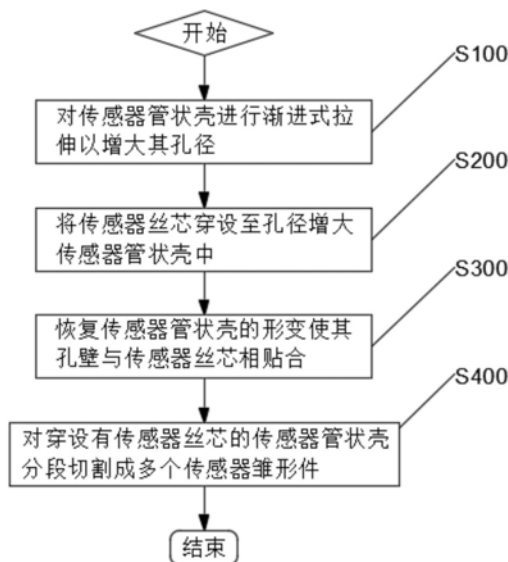 开始
S100
对传感器管状壳进行渐进式拉
伸以增大其孔径
S200
将传感器丝芯穿设至孔径增大
传感器管状壳中
S300
恢复传感器管状壳的形变使其
孔壁与传感器丝芯相贴合
S400
对穿设有传感器丝芯的传感器管状壳
分段切割成多个传感器雏形件
结束